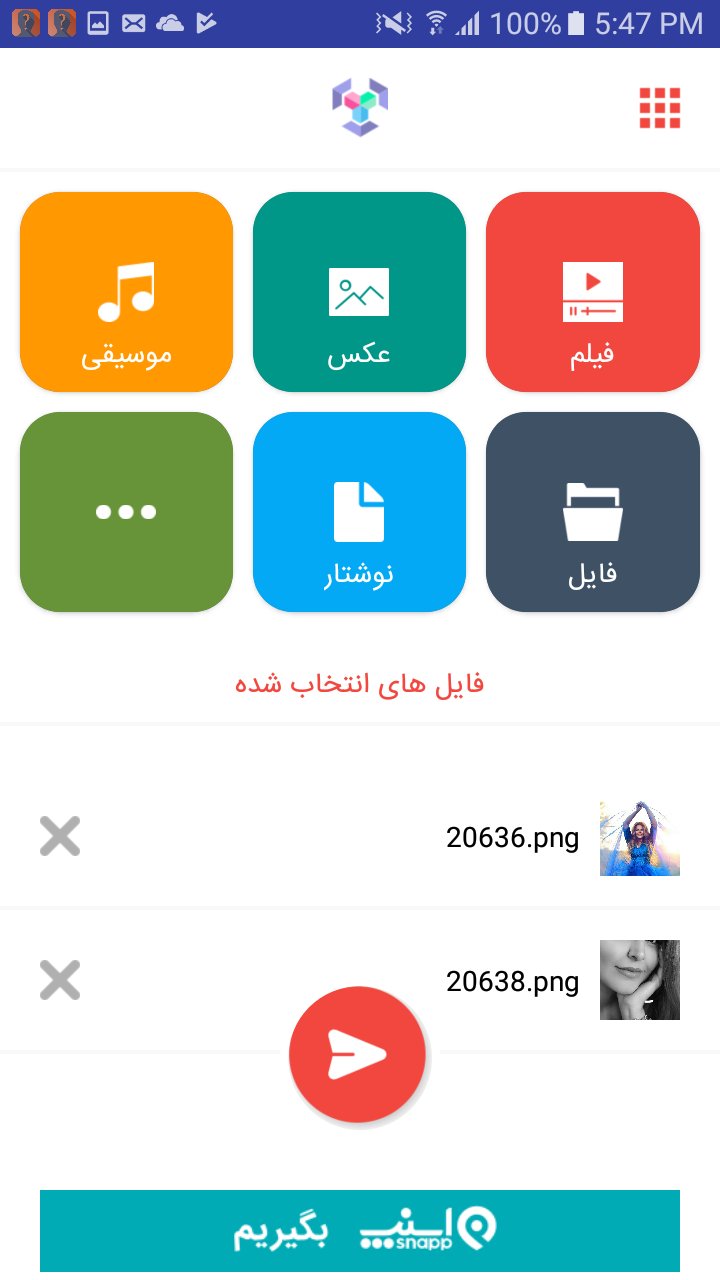 100% 5:47 PM
فیلم
عکس
موسیقی
فایل
نوشتار
فایل های انتخاب شده
20636.png
20638.png
اسنپ بگیریم
snapp